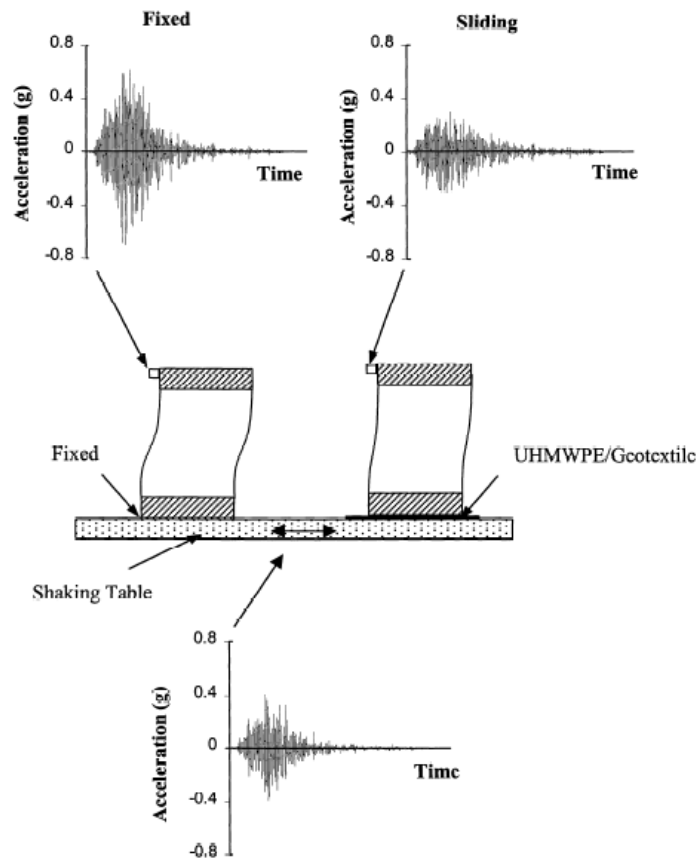 Fixed
0.8
0.4
0
-0.4
-0.8
Acceleration (g)
Time
Sliding
0.8
0.4
0
-0.4
-0.8
Acceleration (g)
Time
Fixed
UHMWPE/Geotextile
Shaking Table
0.8
0.4
0
-0.4
-0.8
Acceleration (g)
Time